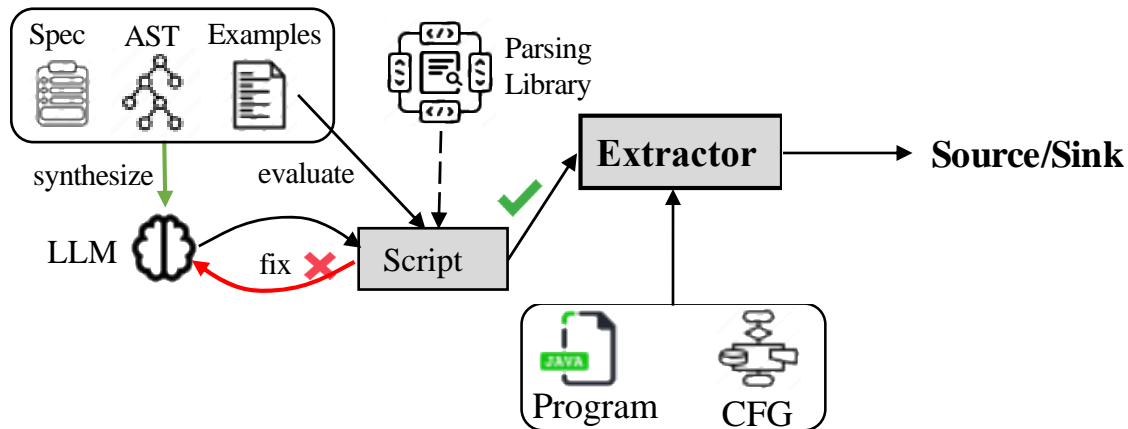 Spec AST Examples
Parsing
Library
Extractor
Source/Sink
synthesize
evaluate
LLM
fix
Script
JAVA
Program
CFG